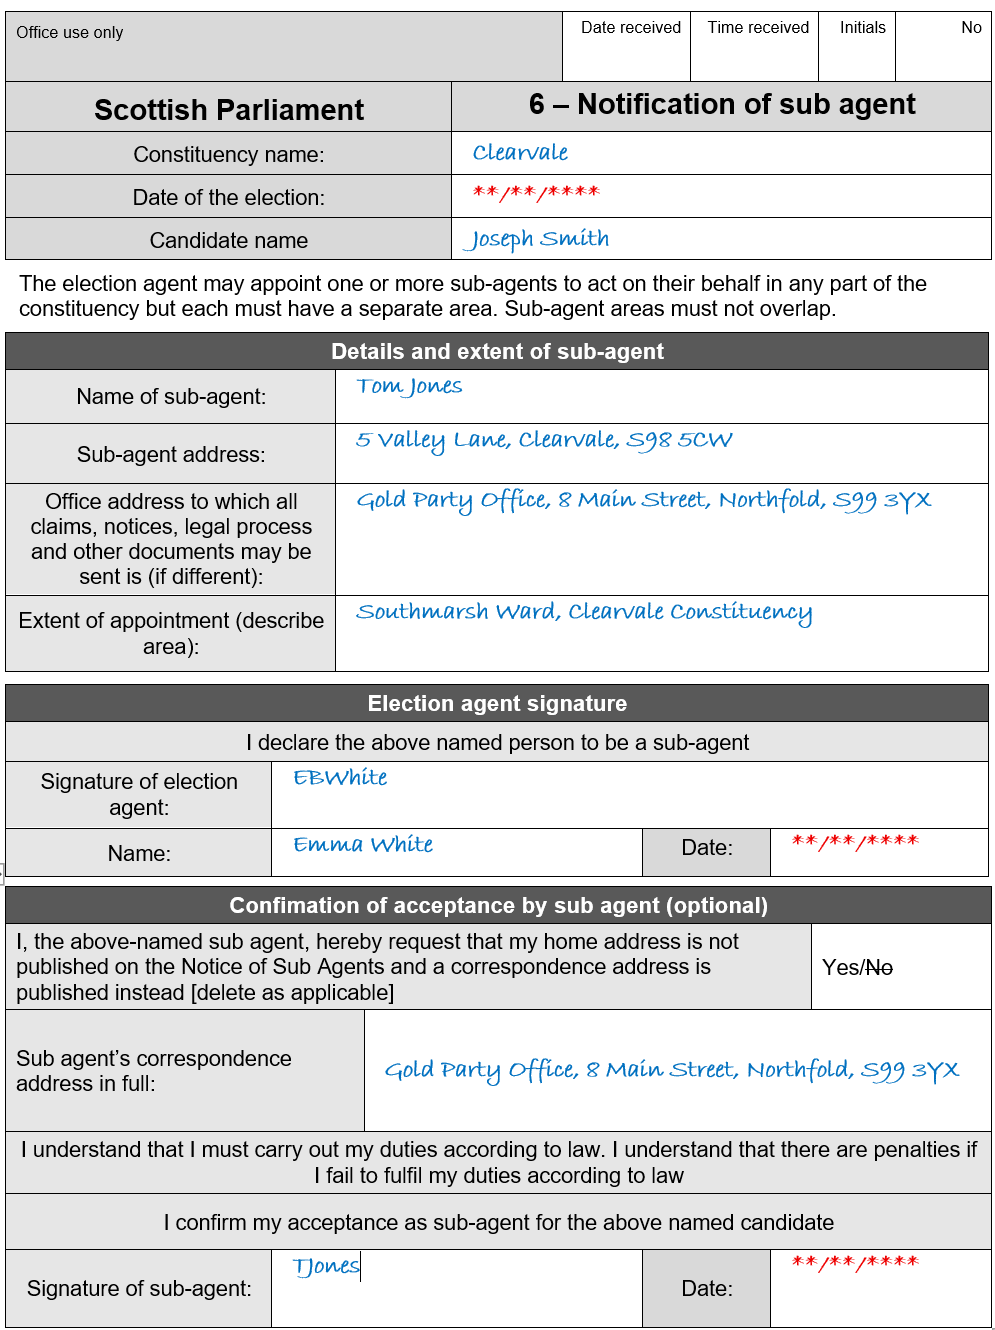 Office use only
Date received
Time received
Initials
No
Scottish Parliament
6 – Notification of sub agent
Constituency name:
Clearvale
Date of the election:
**/**/****
Candidate name
Joseph Smith
The election agent may appoint one or more sub-agents to act on their behalf in any part of the
constituency but each must have a separate area. Sub-agent areas must not overlap.
Details and extent of sub-agent
Name of sub-agent:
Tom Jones
Sub-agent address:
5 Valley Lane, Clearvale, S98 5CW
Office address to which all
claims, notices, legal process
and other documents may be
sent is (if different):
Gold Party Office, 8 Main Street, Northfold, S99 3YX
Extent of appointment (describe
area):
Southmarsh Ward, Clearvale Constituency
Election agent signature
I declare the above named person to be a sub-agent
Signature of election
agent:
EBWhite
Name:
Emma White
Date:
**/**/****
Confimation of acceptance by sub agent (optional)
I, the above-named sub agent, hereby request that my home address is not
published on the Notice of Sub Agents and a correspondence address is
published instead [delete as applicable]
Yes/No
Sub agent’s correspondence
address in full:
Gold Party Office, 8 Main Street, Northfold, S99 3YX
I understand that I must carry out my duties according to law. I understand that there are penalties if
I fail to fulfil my duties according to law
I confirm my acceptance as sub-agent for the above named candidate
Signature of sub-agent:
TJones
Date:
**/**/****